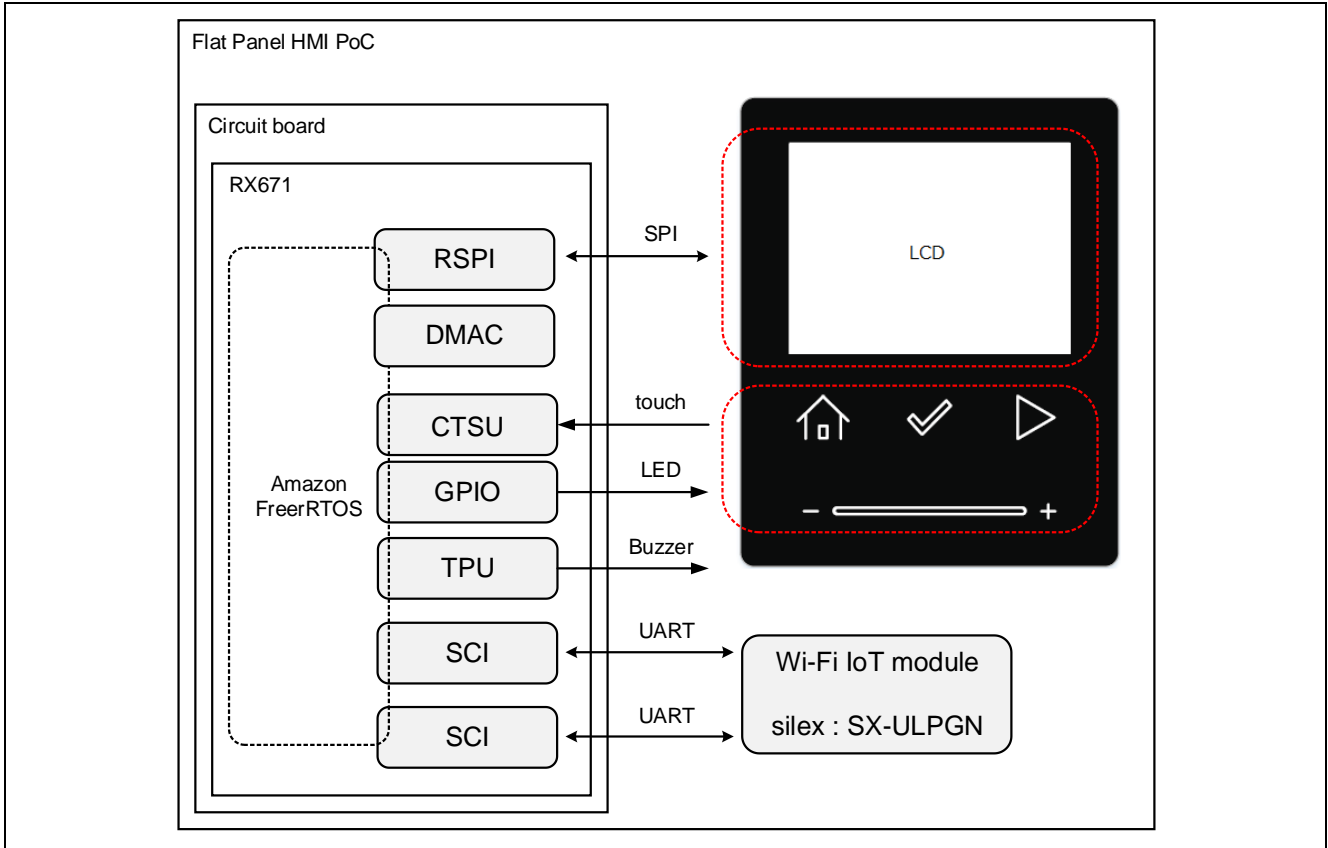 Flat Panel HMI PoC
Circuit board
RX671
RSPI
SPI
LCD
DMAC
CTSU
touch
GPIO
LED
Amazon
FreerRTOS
TPU
Buzzer
- +
SCI
UART
Wi-Fi IoT module
silex : SX-ULPGN
SCI
UART